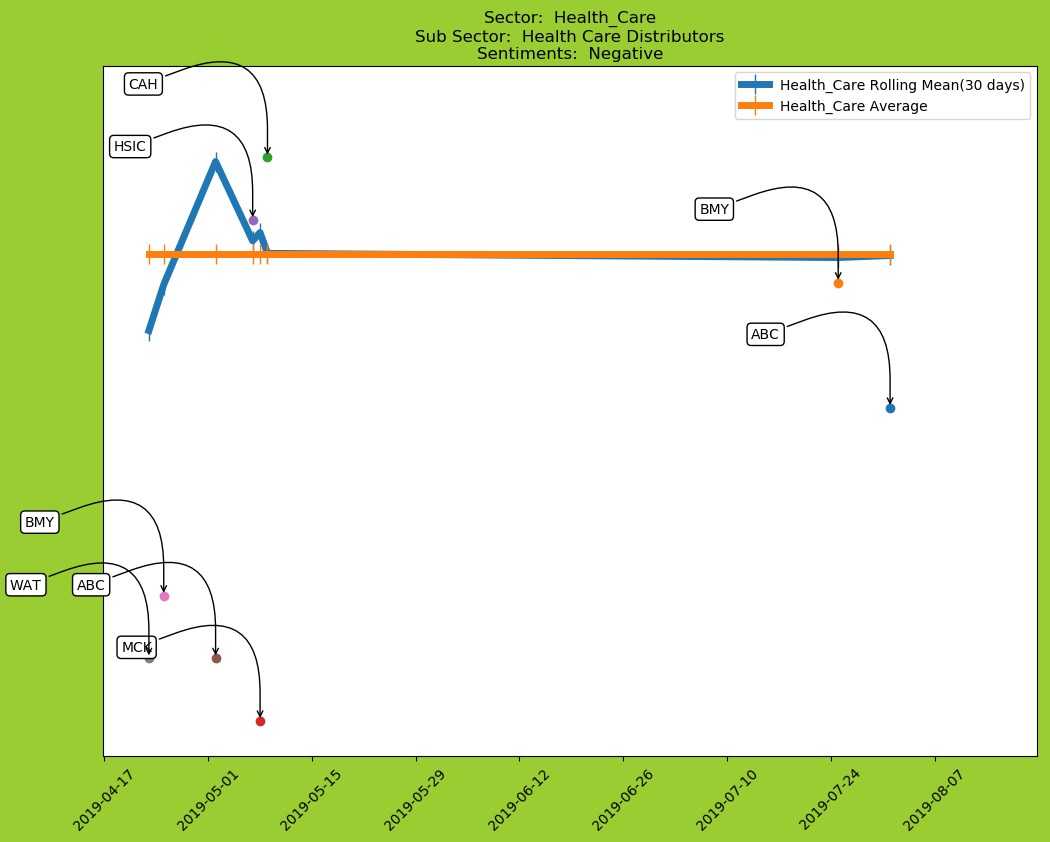 Sector:  Health_Care
Sub Sector:  Health Care Distributors
Sentiments:  Negative
Health_Care Rolling Mean(30 days)
Health_Care Average
CAH
HSIC
BMY
ABC
BMY
WAT
ABC
MCK
2019-04-17
2019-05-01
2019-05-15
2019-05-29
2019-06-12
2019-06-26
2019-07-10
2019-07-24
2019-08-07